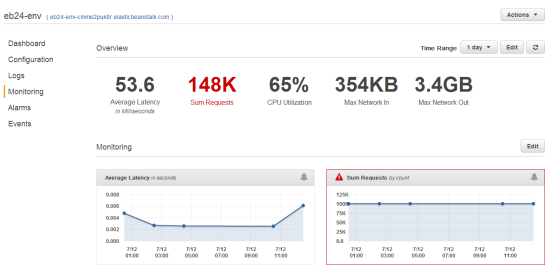 eb24-env ( eb24-env-cmme2pukttr.elasticbeanstalk.com )
Actions
Dashboard
Configuration
Logs
Monitoring
Alarms
Events
Overview
Time Range 1 day Edit
53.6
Average Latency
in Milliseconds
148K
Sum Requests
65%
CPU Utilization
354KB
Max Network In
3.4GB
Max Network Out
Monitoring
Edit
Average Latency in seconds
0.008
0.006
0.004
0.002
0.000
7/12 7/12 7/12 7/12 7/12 7/12
01:00 03:00 05:00 07:00 09:00 11:00
Sum Requests by count
125K
100K
75K
50K
25K
0.0
7/12 7/12 7/12 7/12 7/12 7/12
01:00 03:00 05:00 07:00 09:00 11:00